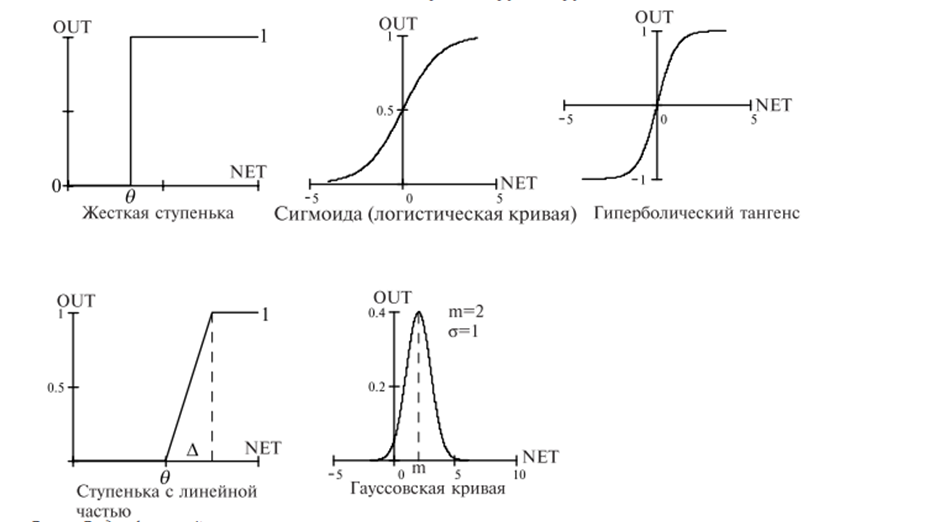 OUT
1
0
θ
NET
Жесткая ступенька
OUT
1
0.5
-5
0
5
NET
Сигмоида (логистическая кривая)
OUT
1
-5
0
5
NET
-1
Гиперболический тангенс
OUT
1
1
0.5
Δ
NET
θ
Ступенька с линейной
частью
OUT
0.4
m=2
σ=1
0.2
-5
0
m
5
10
NET
Гауссовская кривая